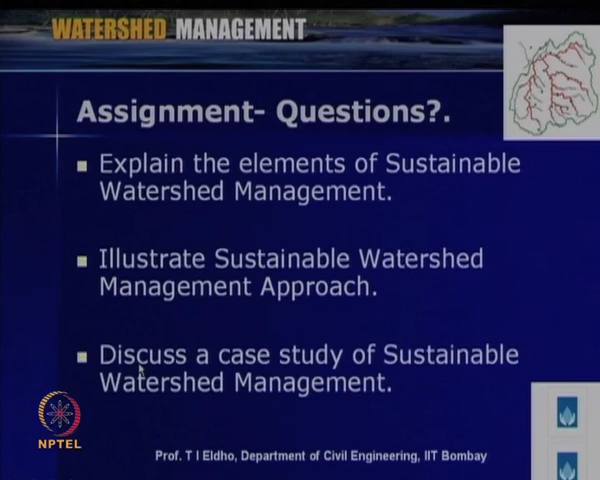 WATERSHED MANAGEMENT
Assignment- Questions?.
Explain the elements of Sustainable
Watershed Management.
Illustrate Sustainable Watershed
Management Approach.
Discuss a case study of Sustainable
Watershed Management.
NPTEL
Prof. T I Eldho, Department of Civil Engineering, IIT Bombay